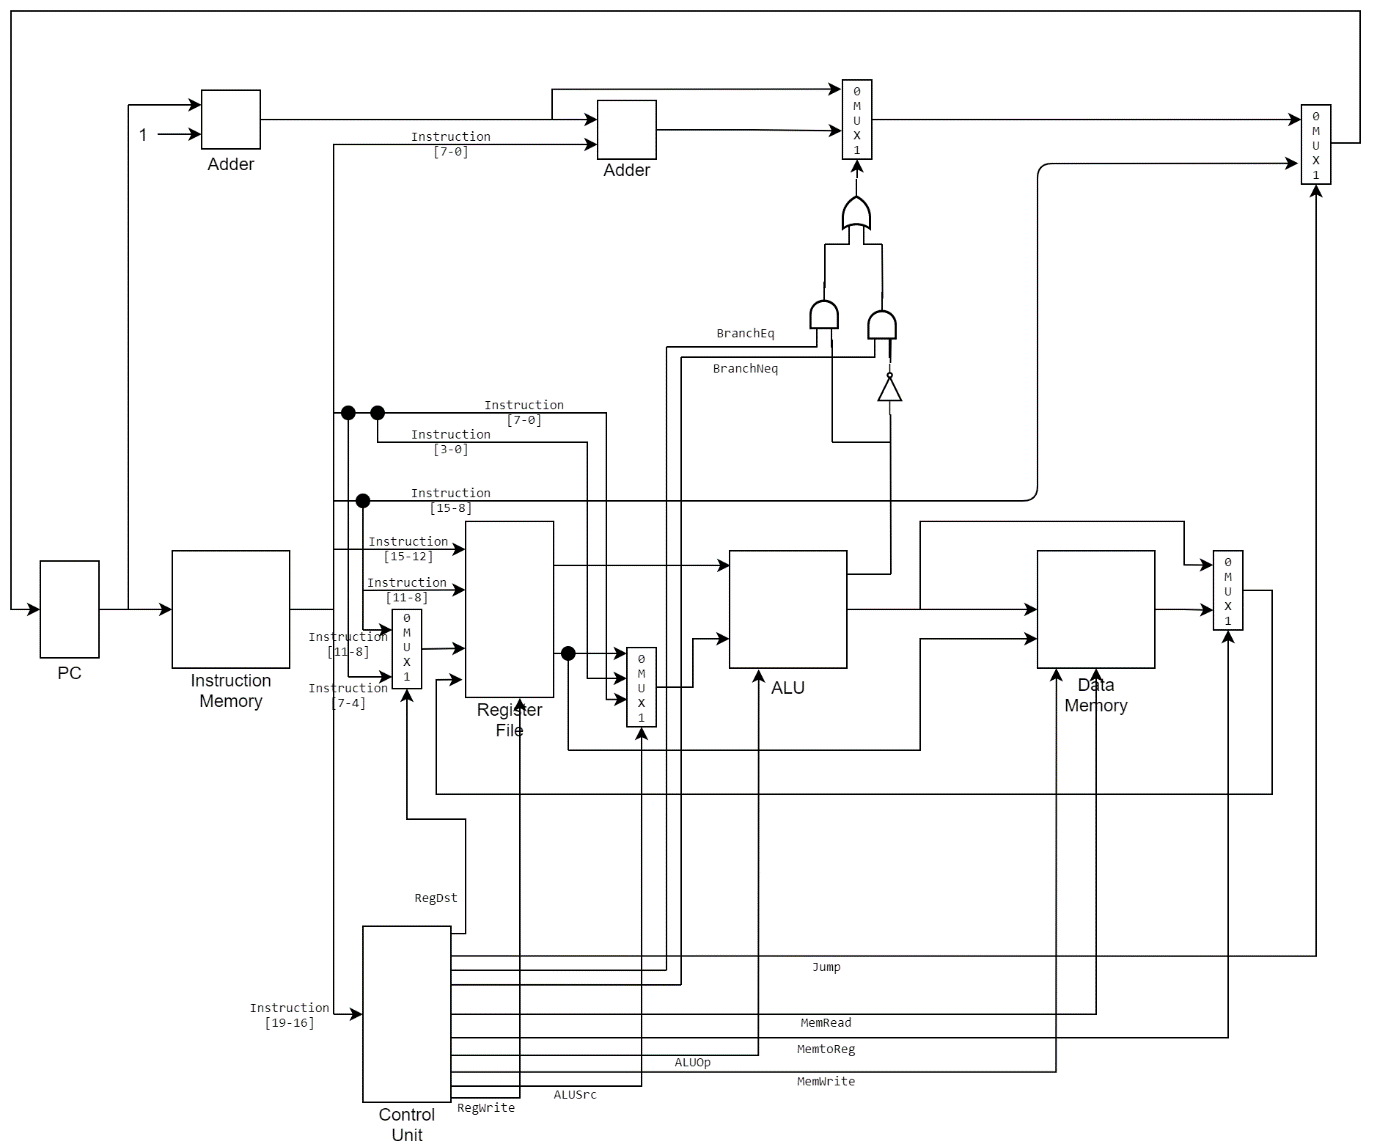 0
M
U
X
1
0
M
U
X
1
1
Adder
Instruction
[7-0]
Adder
BranchEq
BranchNeq
Instruction
[7-0]
Instruction
[3-0]
Instruction
[15-8]
Instruction
[15-12]
Instruction
[11-8]
0
M
U
X
1
Instruction
[11-8]
Instruction
[7-4]
0
M
U
X
1
0
M
U
X
1
PC
Instruction
Memory
Register
File
ALU
Data
Memory
RegDst
Jump
Instruction
[19-16]
MemRead
MemtoReg
ALUOp
MemWrite
ALUSrc
RegWrite
Control
Unit